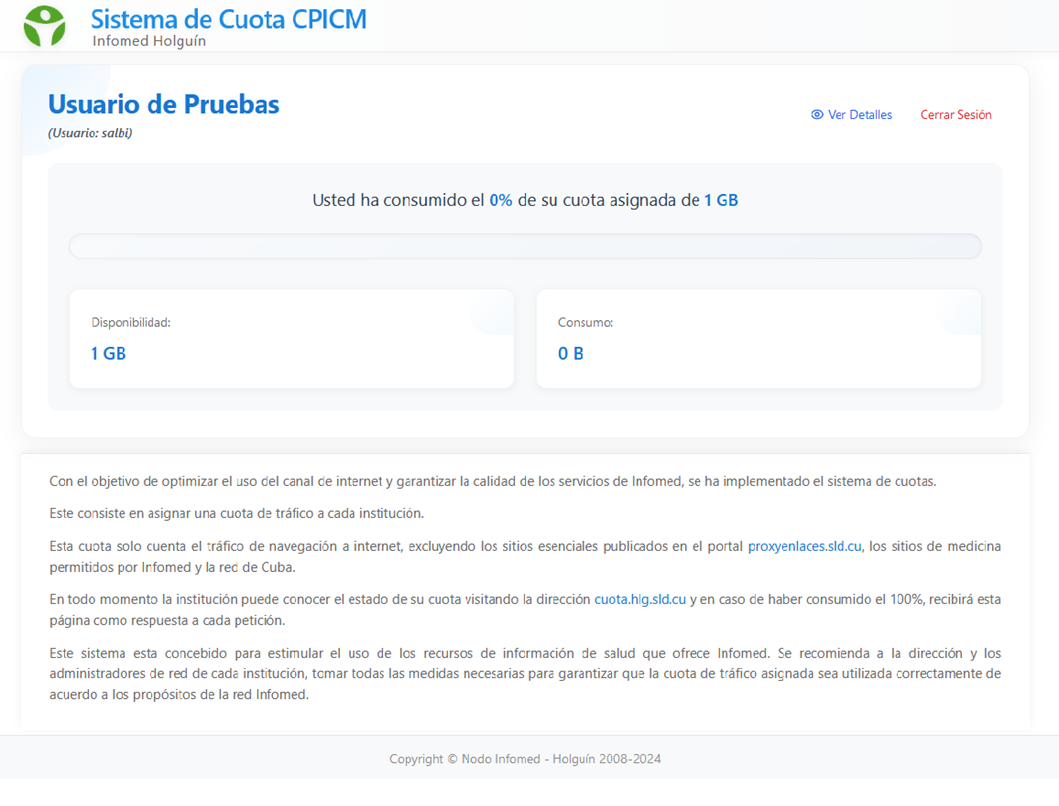 Sistema de Cuota CPICM
Infomed Holguín
Usuario de Pruebas
(Usuario: salbi)
Ver Detalles
Cerrar Sesión
Usted ha consumido el 0% de su cuota asignada de 1 GB
Disponibilidad:
1 GB
Consumo:
0 B
Con el objetivo de optimizar el uso del canal de internet y garantizar la calidad de los servicios de Infomed, se ha implementado el sistema de cuotas.
Este consiste en asignar una cuota de tráfico a cada institución.
Esta cuota solo cuenta el tráfico de navegación a internet, excluyendo los sitios esenciales publicados en el portal proxyenlaces.sld.cu, los sitios de medicina
permitidos por Infomed y la red de Cuba.
En todo momento la institución puede conocer el estado de su cuota visitando la dirección cuota.hlg.sld.cu y en caso de haber consumido el 100%, recibirá esta
página como respuesta a cada petición.
Este sistema esta concebido para estimular el uso de los recursos de información de salud que ofrece Infomed. Se recomienda a la dirección y los
administradores de red de cada institución, tomar todas las medidas necesarias para garantizar que la cuota de tráfico asignada sea utilizada correctamente de
acuerdo a los propósitos de la red Infomed.
Copyright © Nodo Infomed - Holguín 2008-2024